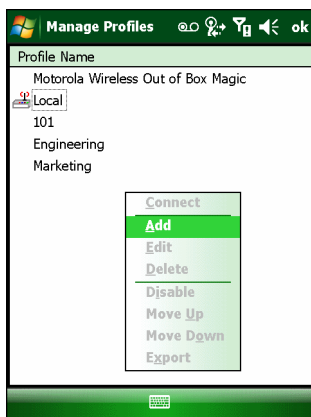 Manage Profiles ok
Profile Name
Motorola Wireless Out of Box Magic
Local
101
Engineering
Marketing
Connect
Add
Edit
Delete
Disable
Move Up
Move Down
Export